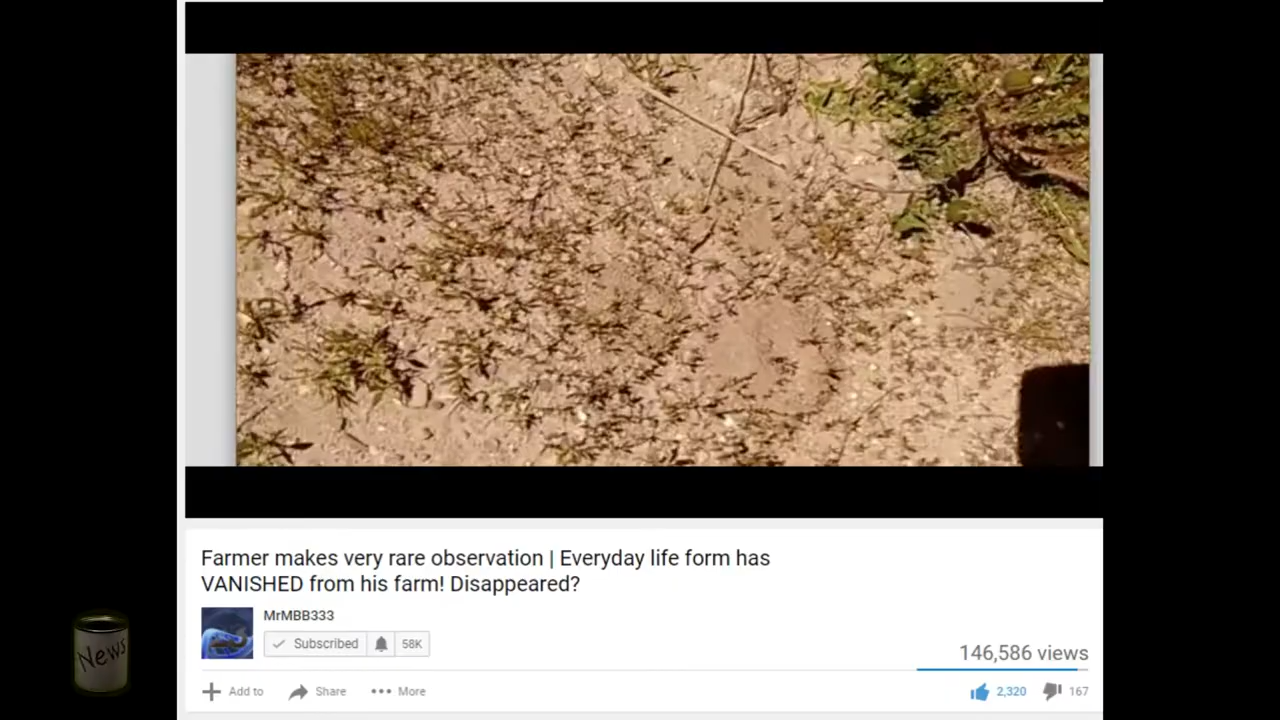 Farmer makes very rare observation | Everyday life form has
VANISHED from his farm! Disappeared?
MrMBB333
Subscribed 58K
146,586 views
Add to Share More
2,320 167
News